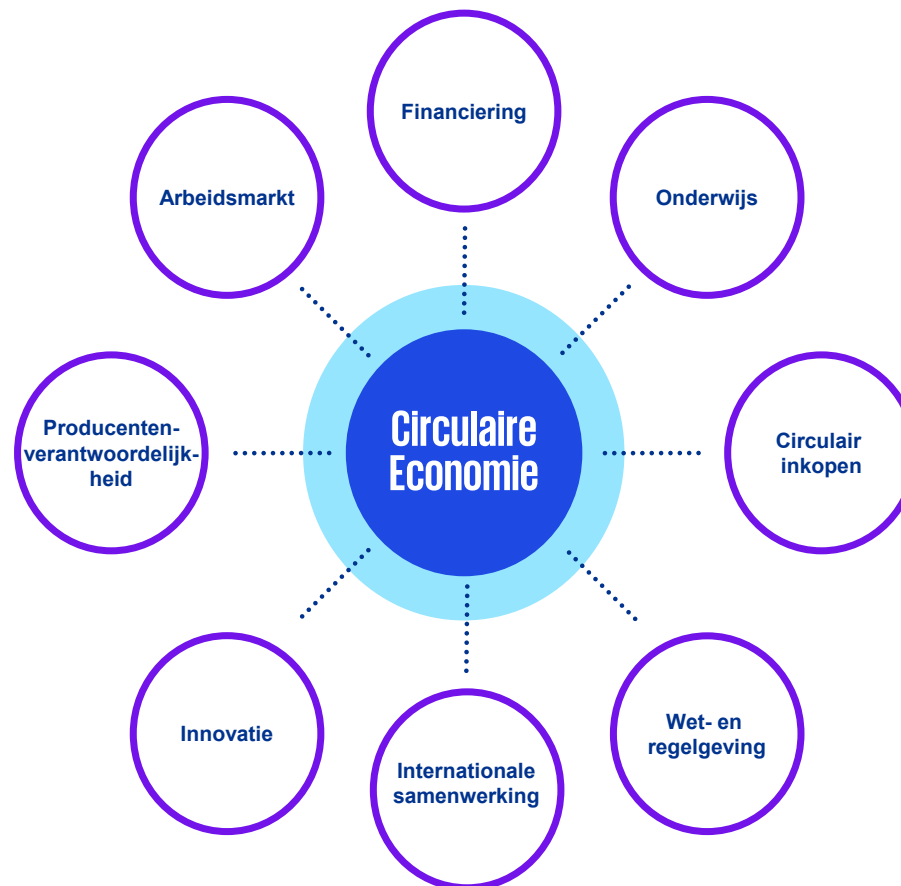 Financiering
Arbeidsmarkt
Onderwijs
Producenten-
verantwoordelijk-
heid
Circulaire
Economie
Circulair
inkopen
Innovatie
Internationale
samenwerking
Wet- en
regelgeving